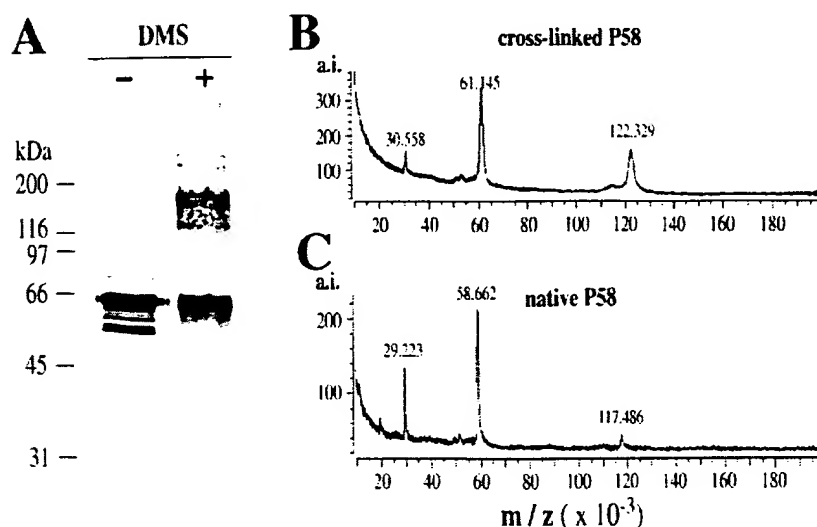 A
DMS
− +
kDa
200
116
97
66
45
31
B
cross-linked P58
a.i.
300
200
100
30.558
61.145
122.329
20 40 60 80 100 120 140 160 180
C
native P58
a.i.
200
100
29.223
58.662
117.486
20 40 60 80 100 120 140 160 180
m / z ( x 10⁻³)